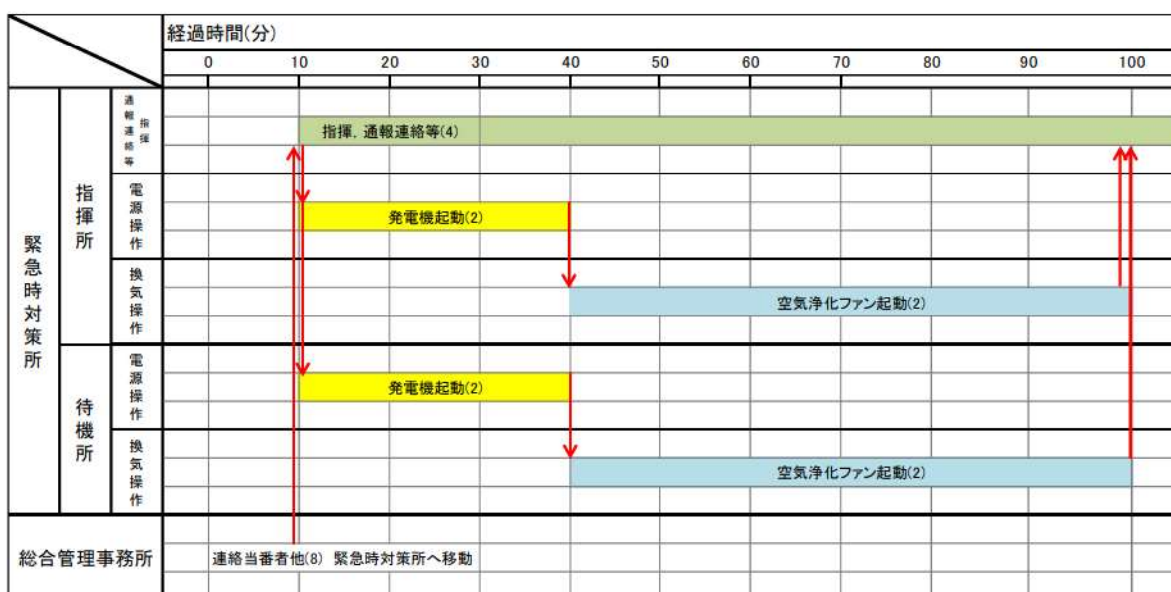 経過時間(分)
0 10 20 30 40 50 60 70 80 90 100
緊急時対策所
指揮所
指揮
通報連絡等
指揮，通報連絡等(4)
電源操作
発電機起動(2)
換気操作
空気浄化ファン起動(2)
待機所
電源操作
発電機起動(2)
換気操作
空気浄化ファン起動(2)
総合管理事務所
連絡当番者他(8) 緊急時対策所へ移動